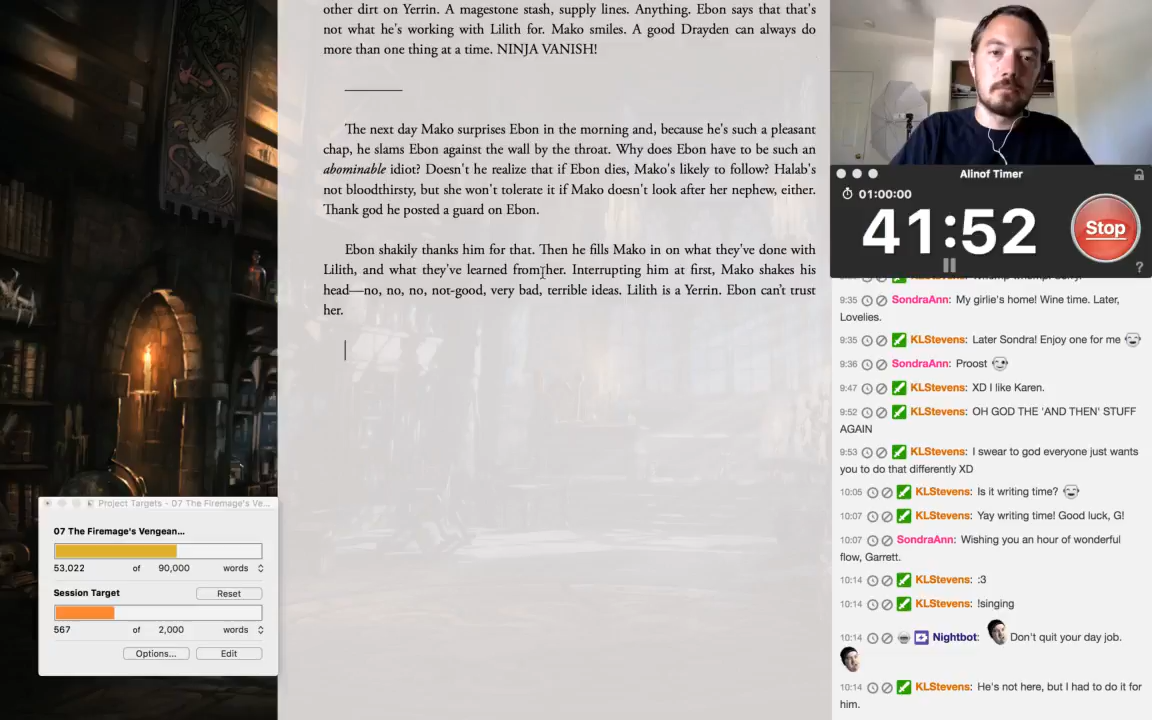 other dirt on Yerrin. A magestone stash, supply lines. Anything. Ebon says that that's
not what he's working with Lilith for. Mako smiles. A good Drayden can always do
more than one thing at a time. NINJA VANISH!
The next day Mako surprises Ebon in the morning and, because he's such a pleasant
chap, he slams Ebon against the wall by the throat. Why does Ebon have to be such an
abominable idiot? Doesn't he realize that if Ebon dies, Mako's likely to follow? Halab's
not bloodthirsty, but she won't tolerate it if Mako doesn't look after her nephew, either.
Thank god he posted a guard on Ebon.
Ebon shakily thanks him for that. Then he fills Mako in on what they've done with
Lilith, and what they've learned from her. Interrupting him at first, Mako shakes his
head—no, no, no, not-good, very bad, terrible ideas. Lilith is a Yerrin. Ebon can't trust
her.
Project Targets - 07 The Firemage's Ve...
07 The Firemage's Vengean...
53,022 of 90,000 words
Session Target
Reset
567 of 2,000 words
Options...
Edit
Alinof Timer
01:00:00
41:52
Stop
?
9:35 SondraAnn: My girlie's home! Wine time. Later,
Lovelies.
9:35 KLStevens: Later Sondra! Enjoy one for me
9:36 SondraAnn: Proost
9:47 KLStevens: XD I like Karen.
9:52 KLStevens: OH GOD THE 'AND THEN' STUFF
AGAIN
9:53 KLStevens: I swear to god everyone just wants
you to do that differently XD
10:05 KLStevens: Is it writing time?
10:07 KLStevens: Yay writing time! Good luck, G!
10:07 SondraAnn: Wishing you an hour of wonderful
flow, Garrett.
10:14 KLStevens: :3
10:14 KLStevens: !singing
10:14 Nightbot: Don't quit your day job.
10:14 KLStevens: He's not here, but I had to do it for
him.